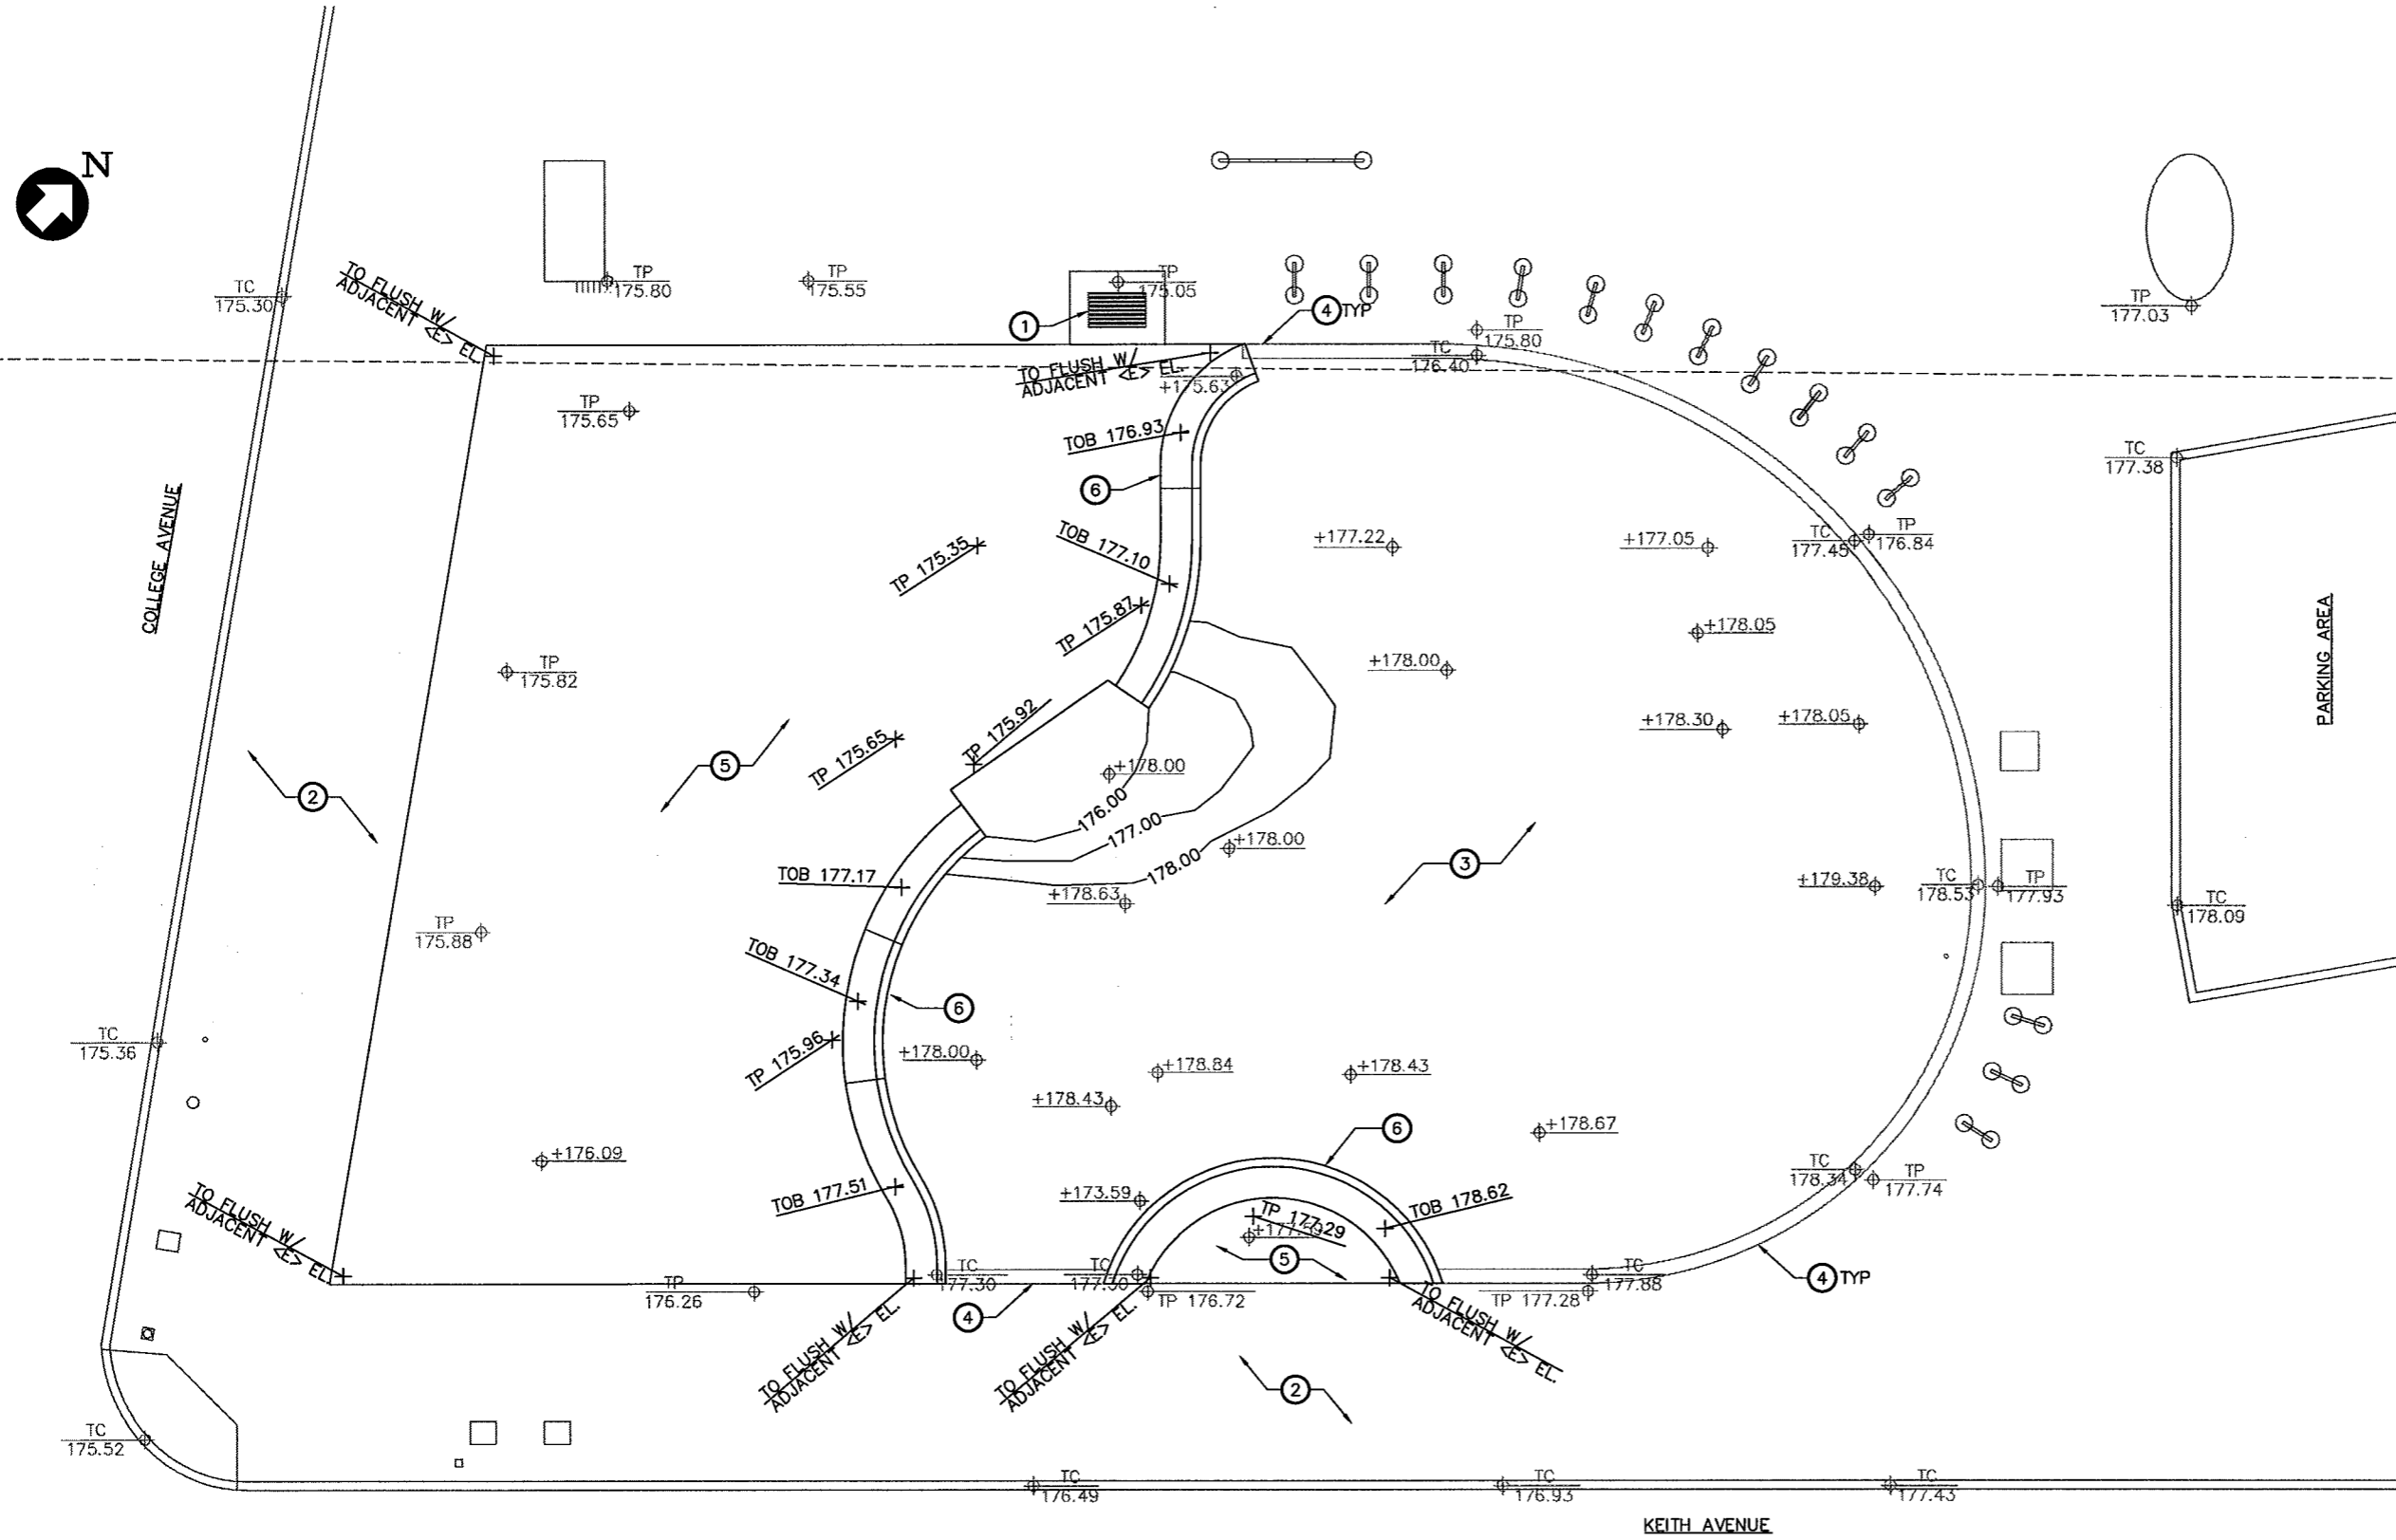 N
TC
175.30
TO FLUSH W/
ADJACENT <E> EL.
TP
175.80
TP
175.55
TP
175.05
1
4 TYP
TO FLUSH W/
ADJACENT <E> EL.
+175.63
TC
176.40
TP
175.80
TP
177.03
TP
175.65
TOB 176.93
6
TC
177.38
COLLEGE AVENUE
TP 175.35
TOB 177.10
TP 175.87
+177.22
+177.05
TC
177.45
TP
176.84
+178.05
+178.00
PARKING AREA
TP
175.82
TP 175.92
TP 175.65
+178.30
+178.05
5
2
+178.00
176.00
177.00
178.00
+178.00
3
TOB 177.17
+178.63
+179.38
TC
178.53
TP
177.93
TC
178.09
TP
175.88
TOB 177.34
6
TC
175.36
TP 175.96
+178.00
+178.84
+178.43
+178.43
6
+178.67
+176.09
TOB 177.51
+173.59
TOB 178.62
TP 177.29
TC
178.34
TP
177.74
TO FLUSH W/
ADJACENT <E> EL.
5
TP
176.26
TC
177.30
TC
TP 176.72
TP 177.28
TC
177.88
4 TYP
4
TO FLUSH W/
ADJACENT <E> EL.
TO FLUSH W/
ADJACENT <E> EL.
TO FLUSH W/
ADJACENT <E> EL.
2
TC
175.52
TC
176.49
TC
176.93
TC
177.43
KEITH AVENUE